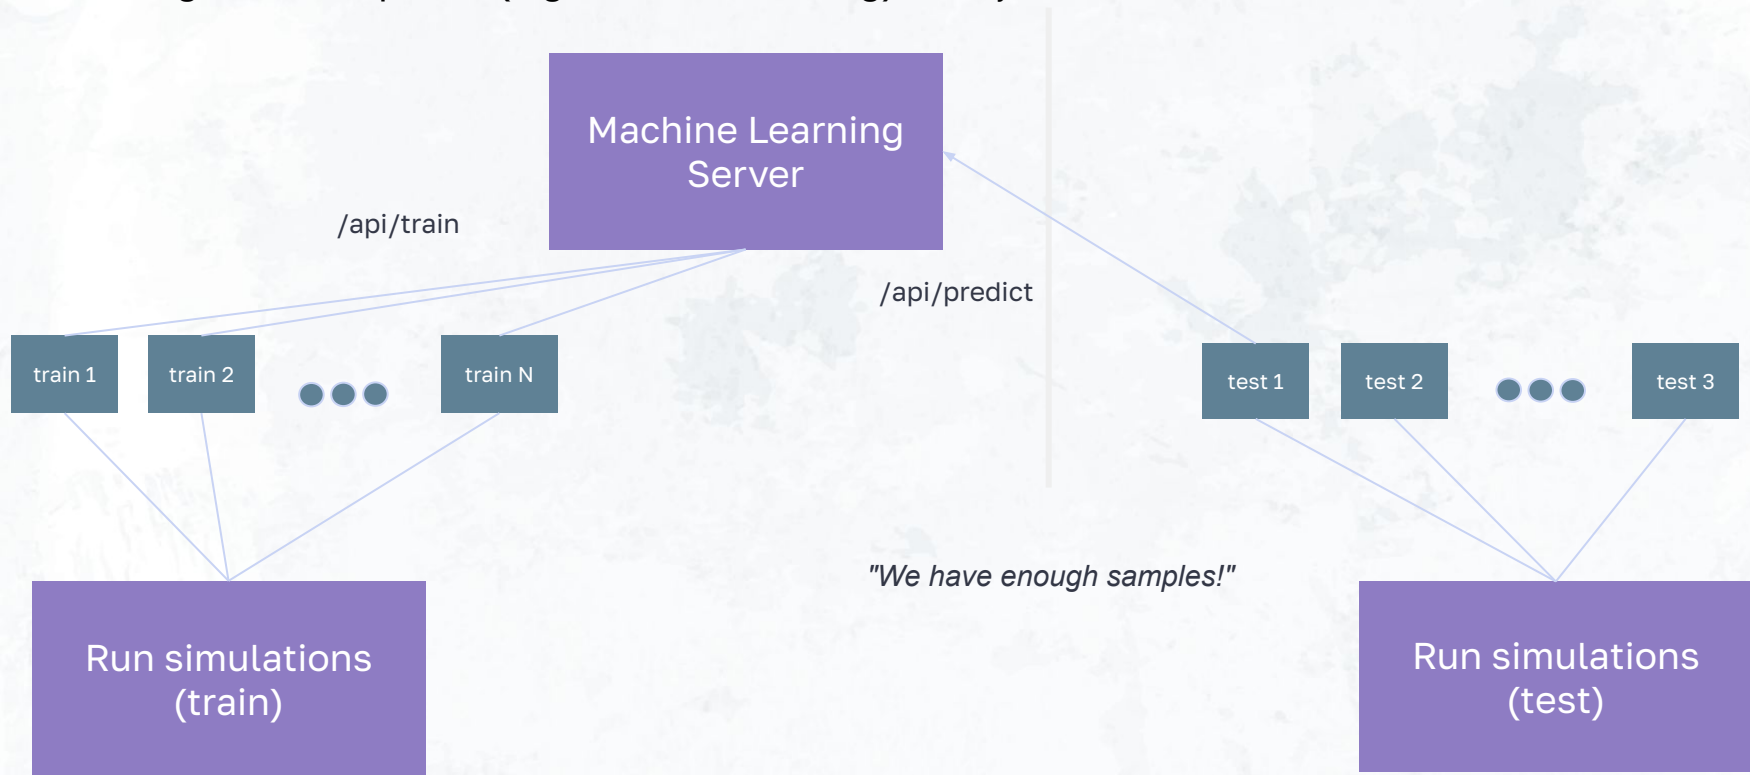 Machine Learning
Server
/api/train
/api/predict
train 1
train 2
train N
test 1
test 2
test 3
"We have enough samples!"
Run simulations
(train)
Run simulations
(test)